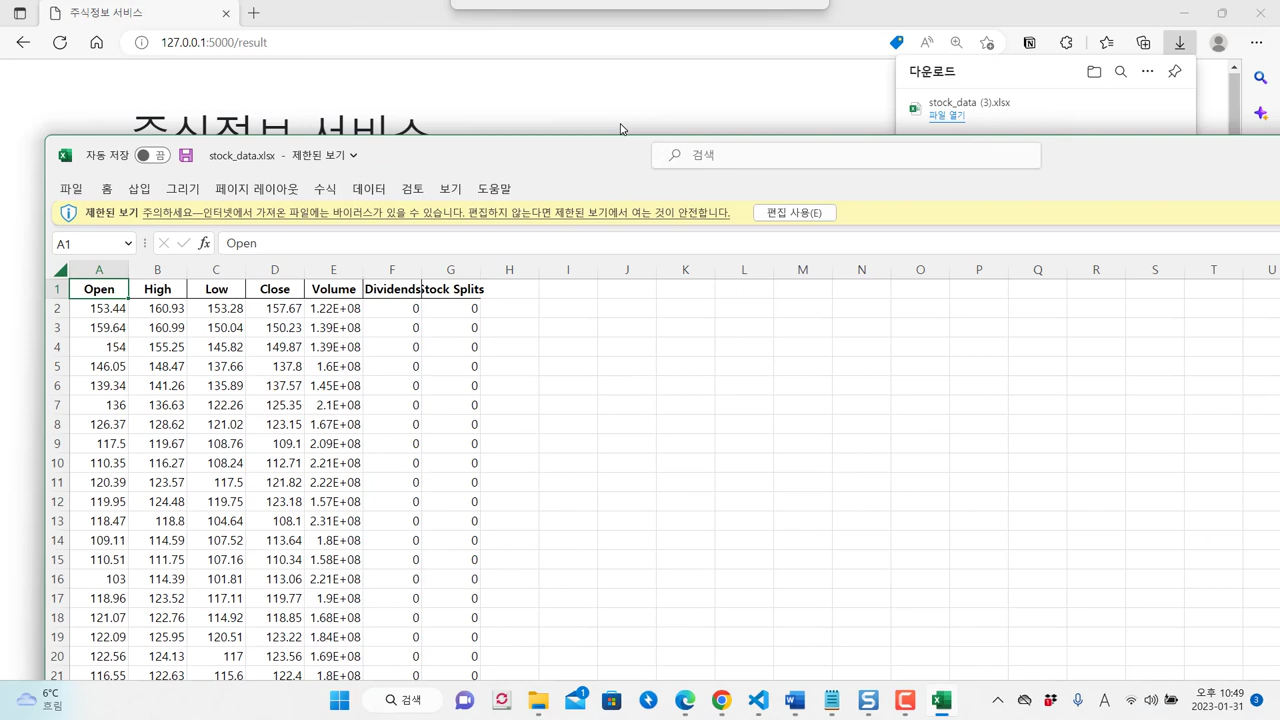 주식정보 서비스
127.0.0.1:5000/result
다운로드
stock_data (3).xlsx
파일 열기
주식정보 서비스
자동 저장 끔 stock_data.xlsx - 제한된 보기 검색
파일 홈 삽입 그리기 페이지 레이아웃 수식 데이터 검토 보기 도움말
제한된 보기 주의하세요—인터넷에서 가져온 파일에는 바이러스가 있을 수 있습니다. 편집하지 않는다면 제한된 보기에서 여는 것이 안전합니다. 편집 사용(E)
A1 fx Open
A B C D E F G H I J K L M N O P Q R S T U
1 Open High Low Close Volume Dividends Stock Splits
2 153.44 160.93 153.28 157.67 1.22E+08 0 0
3 159.64 160.99 150.04 150.23 1.39E+08 0 0
4 154 155.25 145.82 149.87 1.39E+08 0 0
5 146.05 148.47 137.66 137.8 1.6E+08 0 0
6 139.34 141.26 135.89 137.57 1.45E+08 0 0
7 136 136.63 122.26 125.35 2.1E+08 0 0
8 126.37 128.62 121.02 123.15 1.67E+08 0 0
9 117.5 119.67 108.76 109.1 2.09E+08 0 0
10 110.35 116.27 108.24 112.71 2.21E+08 0 0
11 120.39 123.57 117.5 121.82 2.22E+08 0 0
12 119.95 124.48 119.75 123.18 1.57E+08 0 0
13 118.47 118.8 104.64 108.1 2.31E+08 0 0
14 109.11 114.59 107.52 113.64 1.8E+08 0 0
15 110.51 111.75 107.16 110.34 1.58E+08 0 0
16 103 114.39 101.81 113.06 2.21E+08 0 0
17 118.96 123.52 117.11 119.77 1.9E+08 0 0
18 121.07 122.76 114.92 118.85 1.68E+08 0 0
19 122.09 125.95 120.51 123.22 1.84E+08 0 0
20 122.56 124.13 117 123.56 1.69E+08 0 0
21 116.55 122.63 115.6 122.4 1.8E+08 0 0
6°C
흐림
검색
1
A
오후 10:49
2023-01-31
3